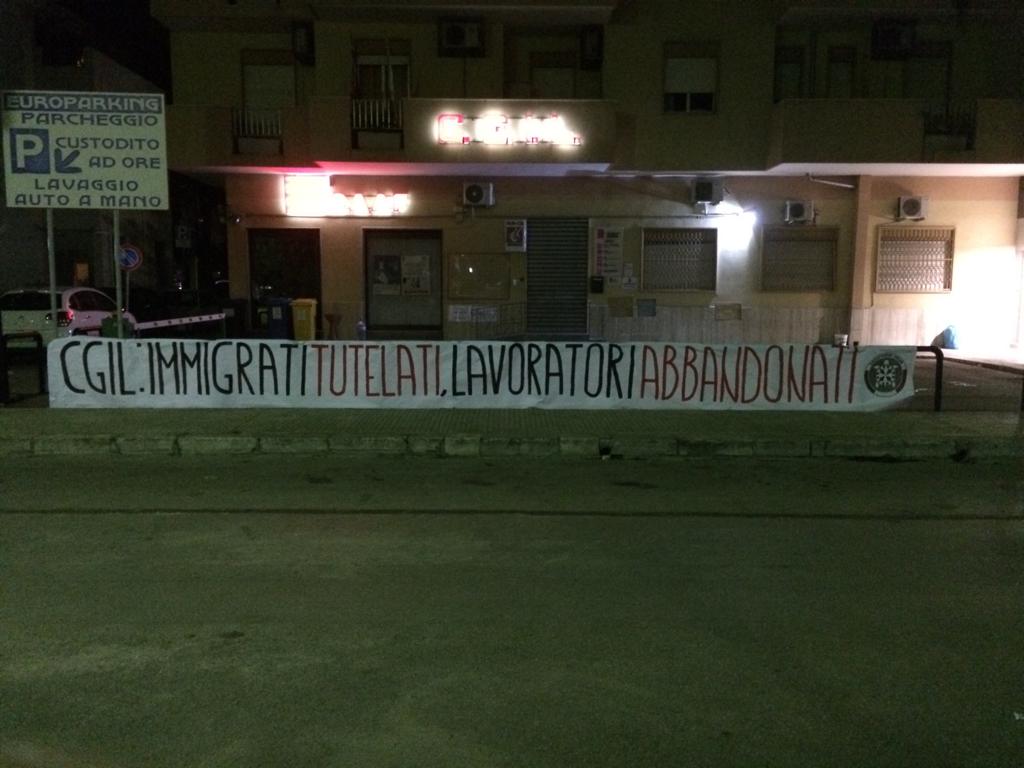 EUROPARKING
PARCHEGGIO
P CUSTODITO
AD ORE
LAVAGGIO
AUTO A MANO
CGIL:IMMIGRATI TUTELATI, LAVORATORI ABBANDONATI